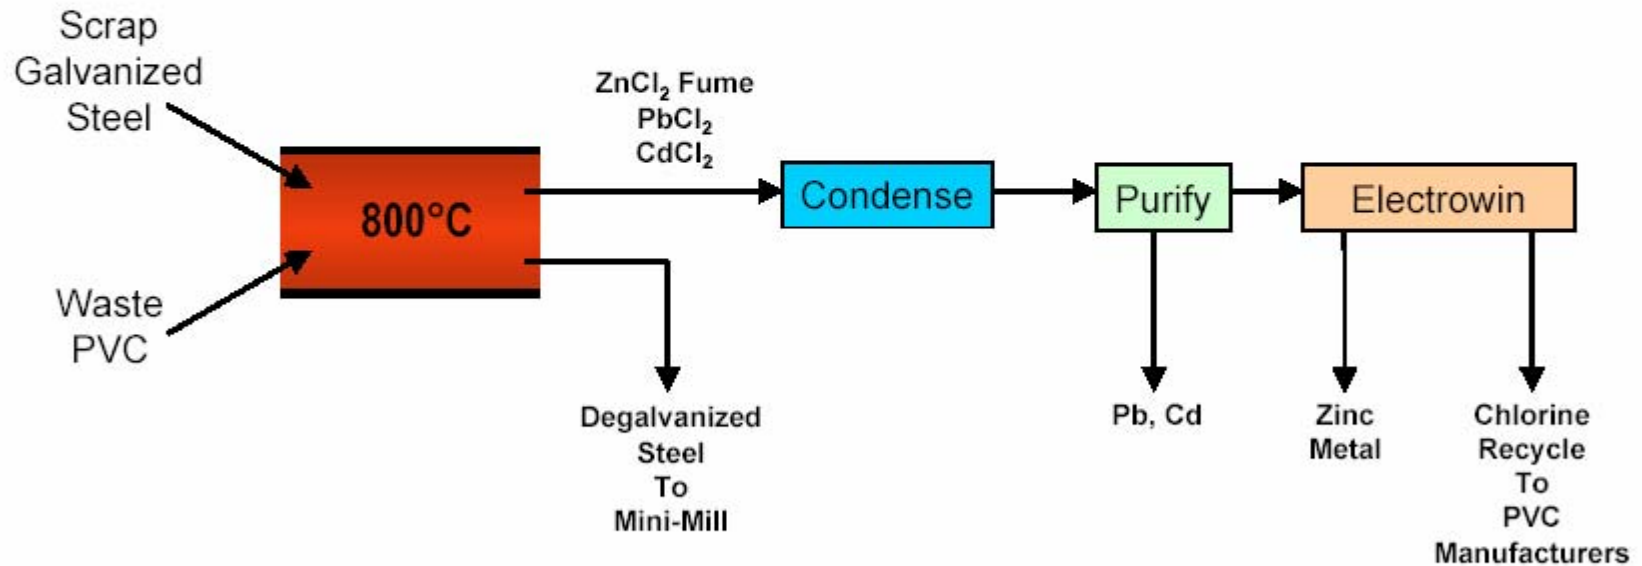 Scrap
Galvanized
Steel
Waste
PVC
800°C
ZnCl₂ Fume
PbCl₂
CdCl₂
Degalvanized
Steel
To
Mini-Mill
Condense
Purify
Electrowin
Pb, Cd
Zinc
Metal
Chlorine
Recycle
To
PVC
Manufacturers